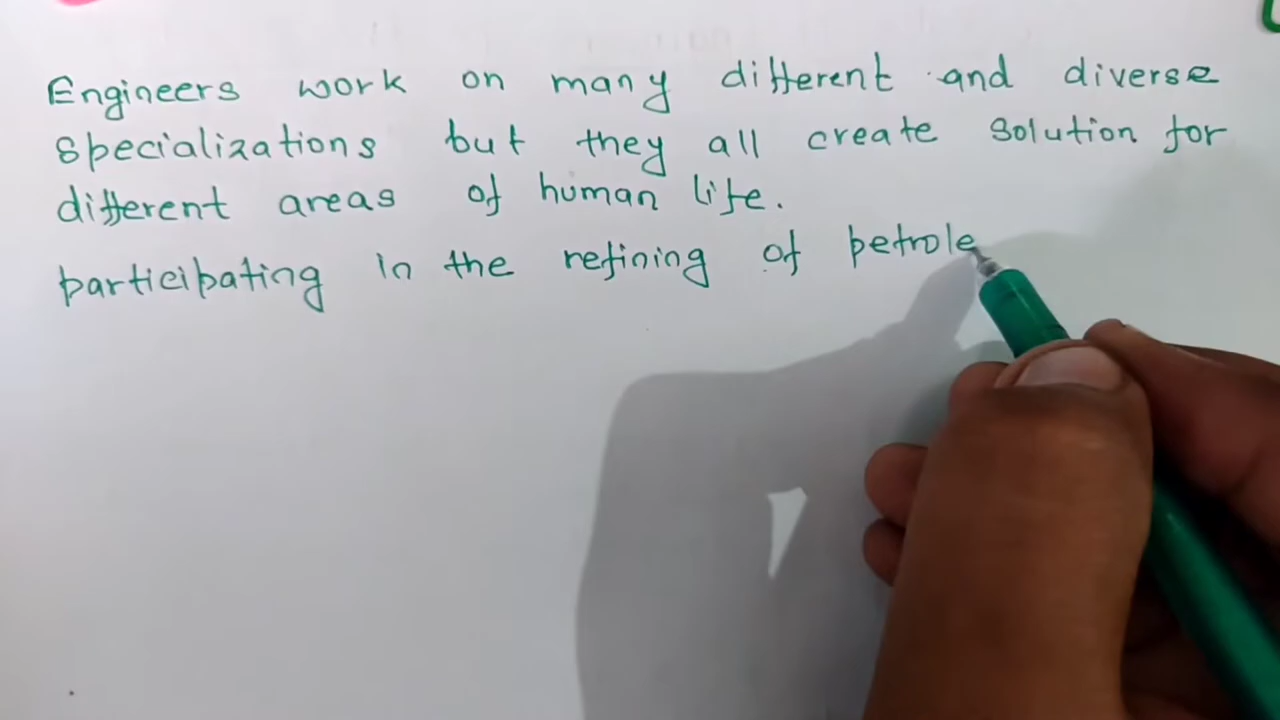 Engineers work on many different and diverse
specializations but they all create solution for
different areas of human life.
participating in the refining of petrole